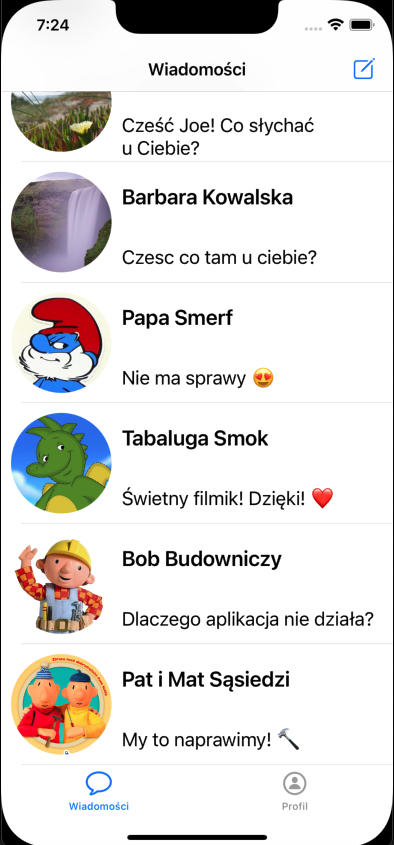 7:24
Wiadomości
Cześć Joe! Co słychać
u Ciebie?
Barbara Kowalska
Czesc co tam u ciebie?
Papa Smerf
Nie ma sprawy 😍
Tabaluga Smok
Świetny filmik! Dzięki! ❤️
Bob Budowniczy
Dlaczego aplikacja nie działa?
Pat i Mat Sąsiedzi
My to naprawimy! 🔨
Wiadomości
Profil